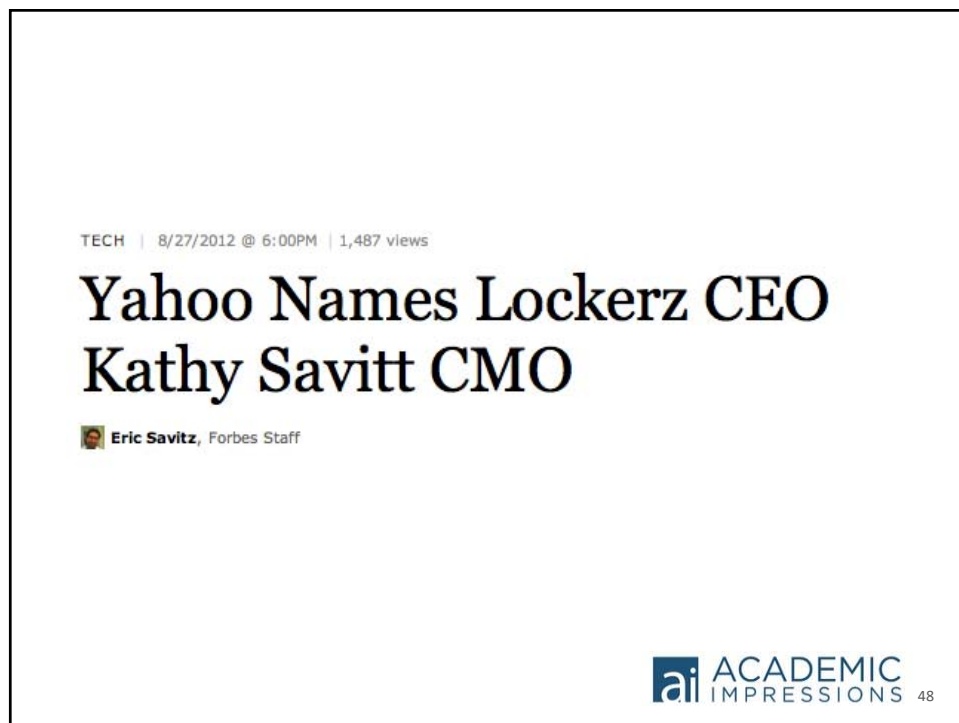 TECH | 8/27/2012 @ 6:00PM | 1,487 views
Yahoo Names Lockerz CEO
Kathy Savitt CMO
Eric Savitz, Forbes Staff
ai ACADEMIC
IMPRESSIONS 48